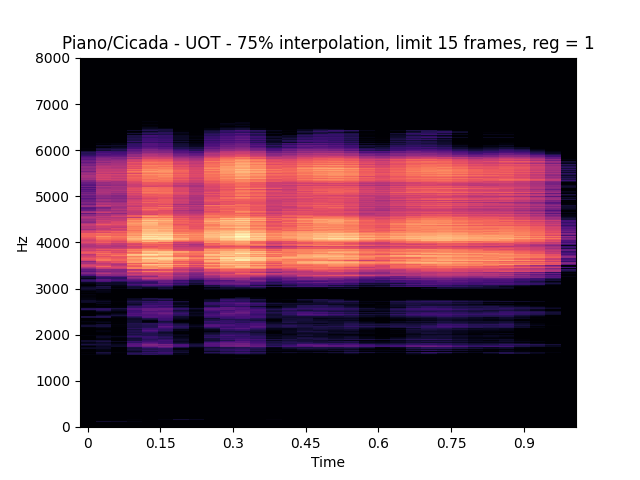 Piano/Cicada - UOT - 75% interpolation, limit 15 frames, reg = 1
8000
7000
6000
5000
4000
3000
2000
1000
0
Hz
0 0.15 0.3 0.45 0.6 0.75 0.9
Time